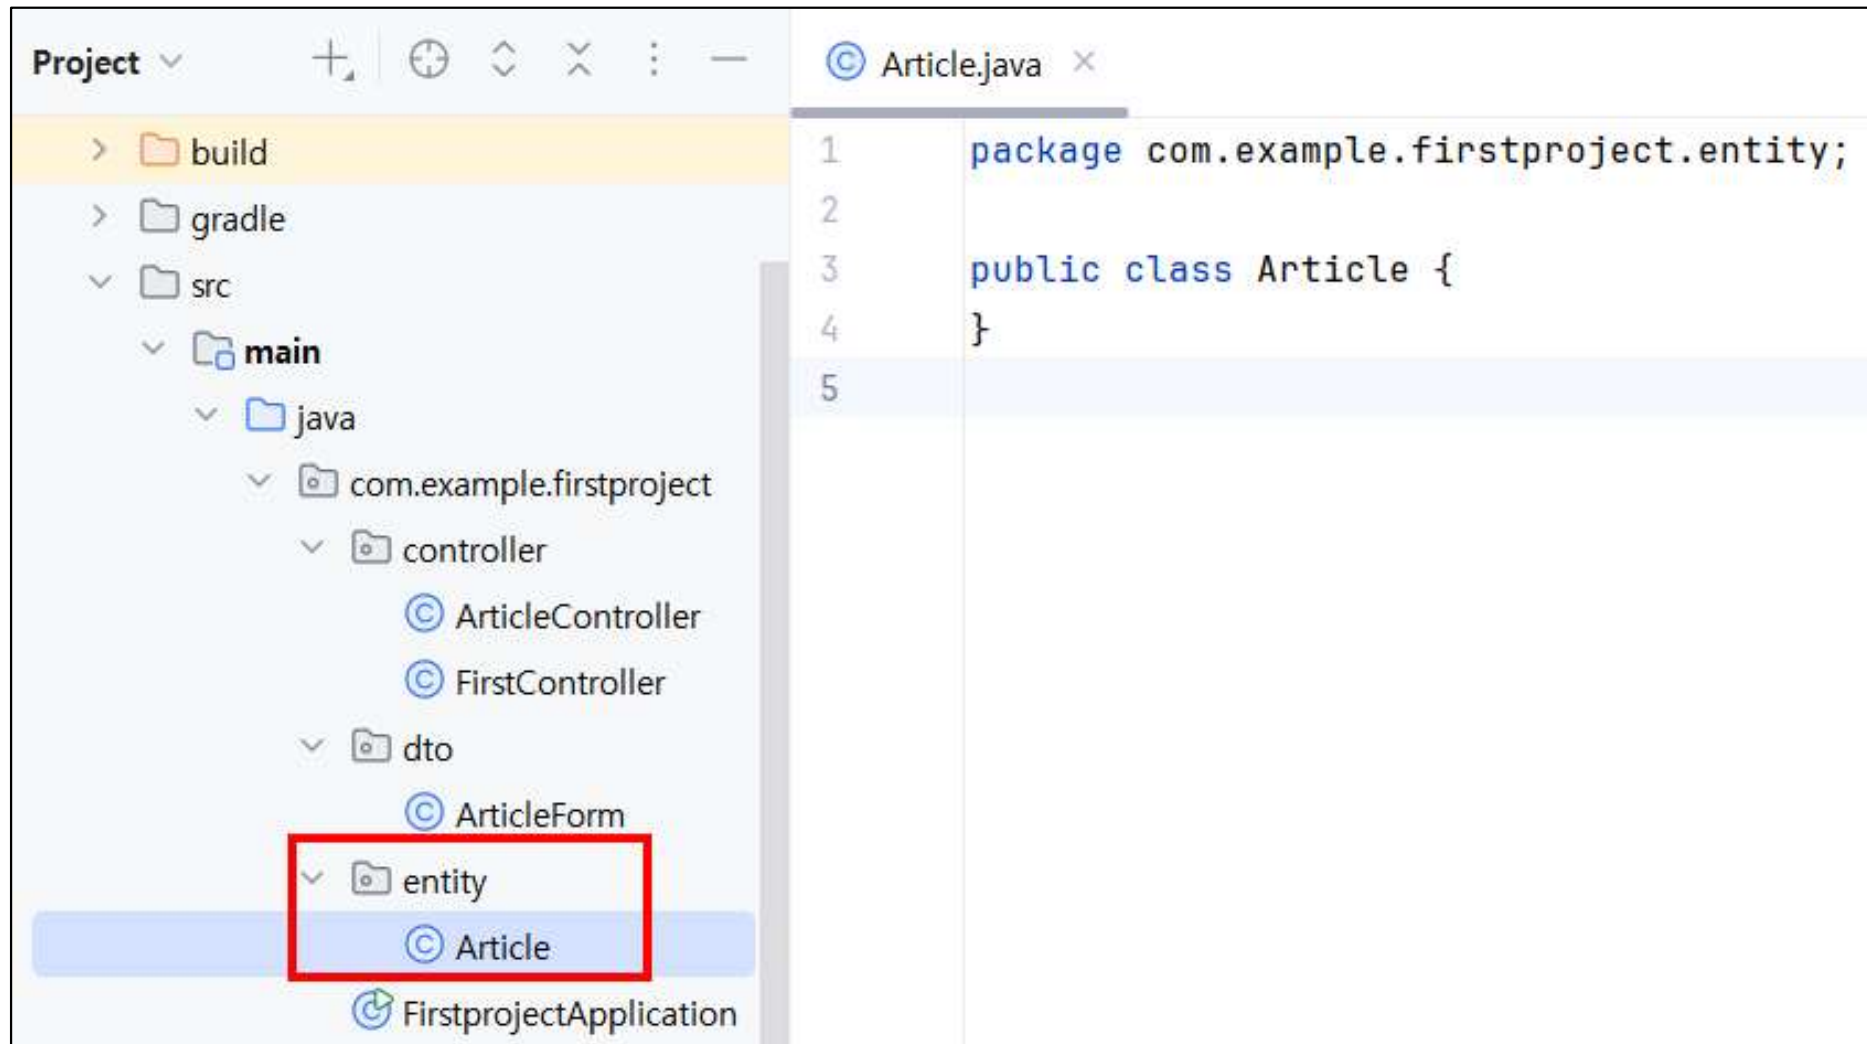 Project
build
gradle
src
main
java
com.example.firstproject
controller
ArticleController
FirstController
dto
ArticleForm
entity
Article
FirstprojectApplication
Article.java
1 package com.example.firstproject.entity;
2
3 public class Article {
4 }
5